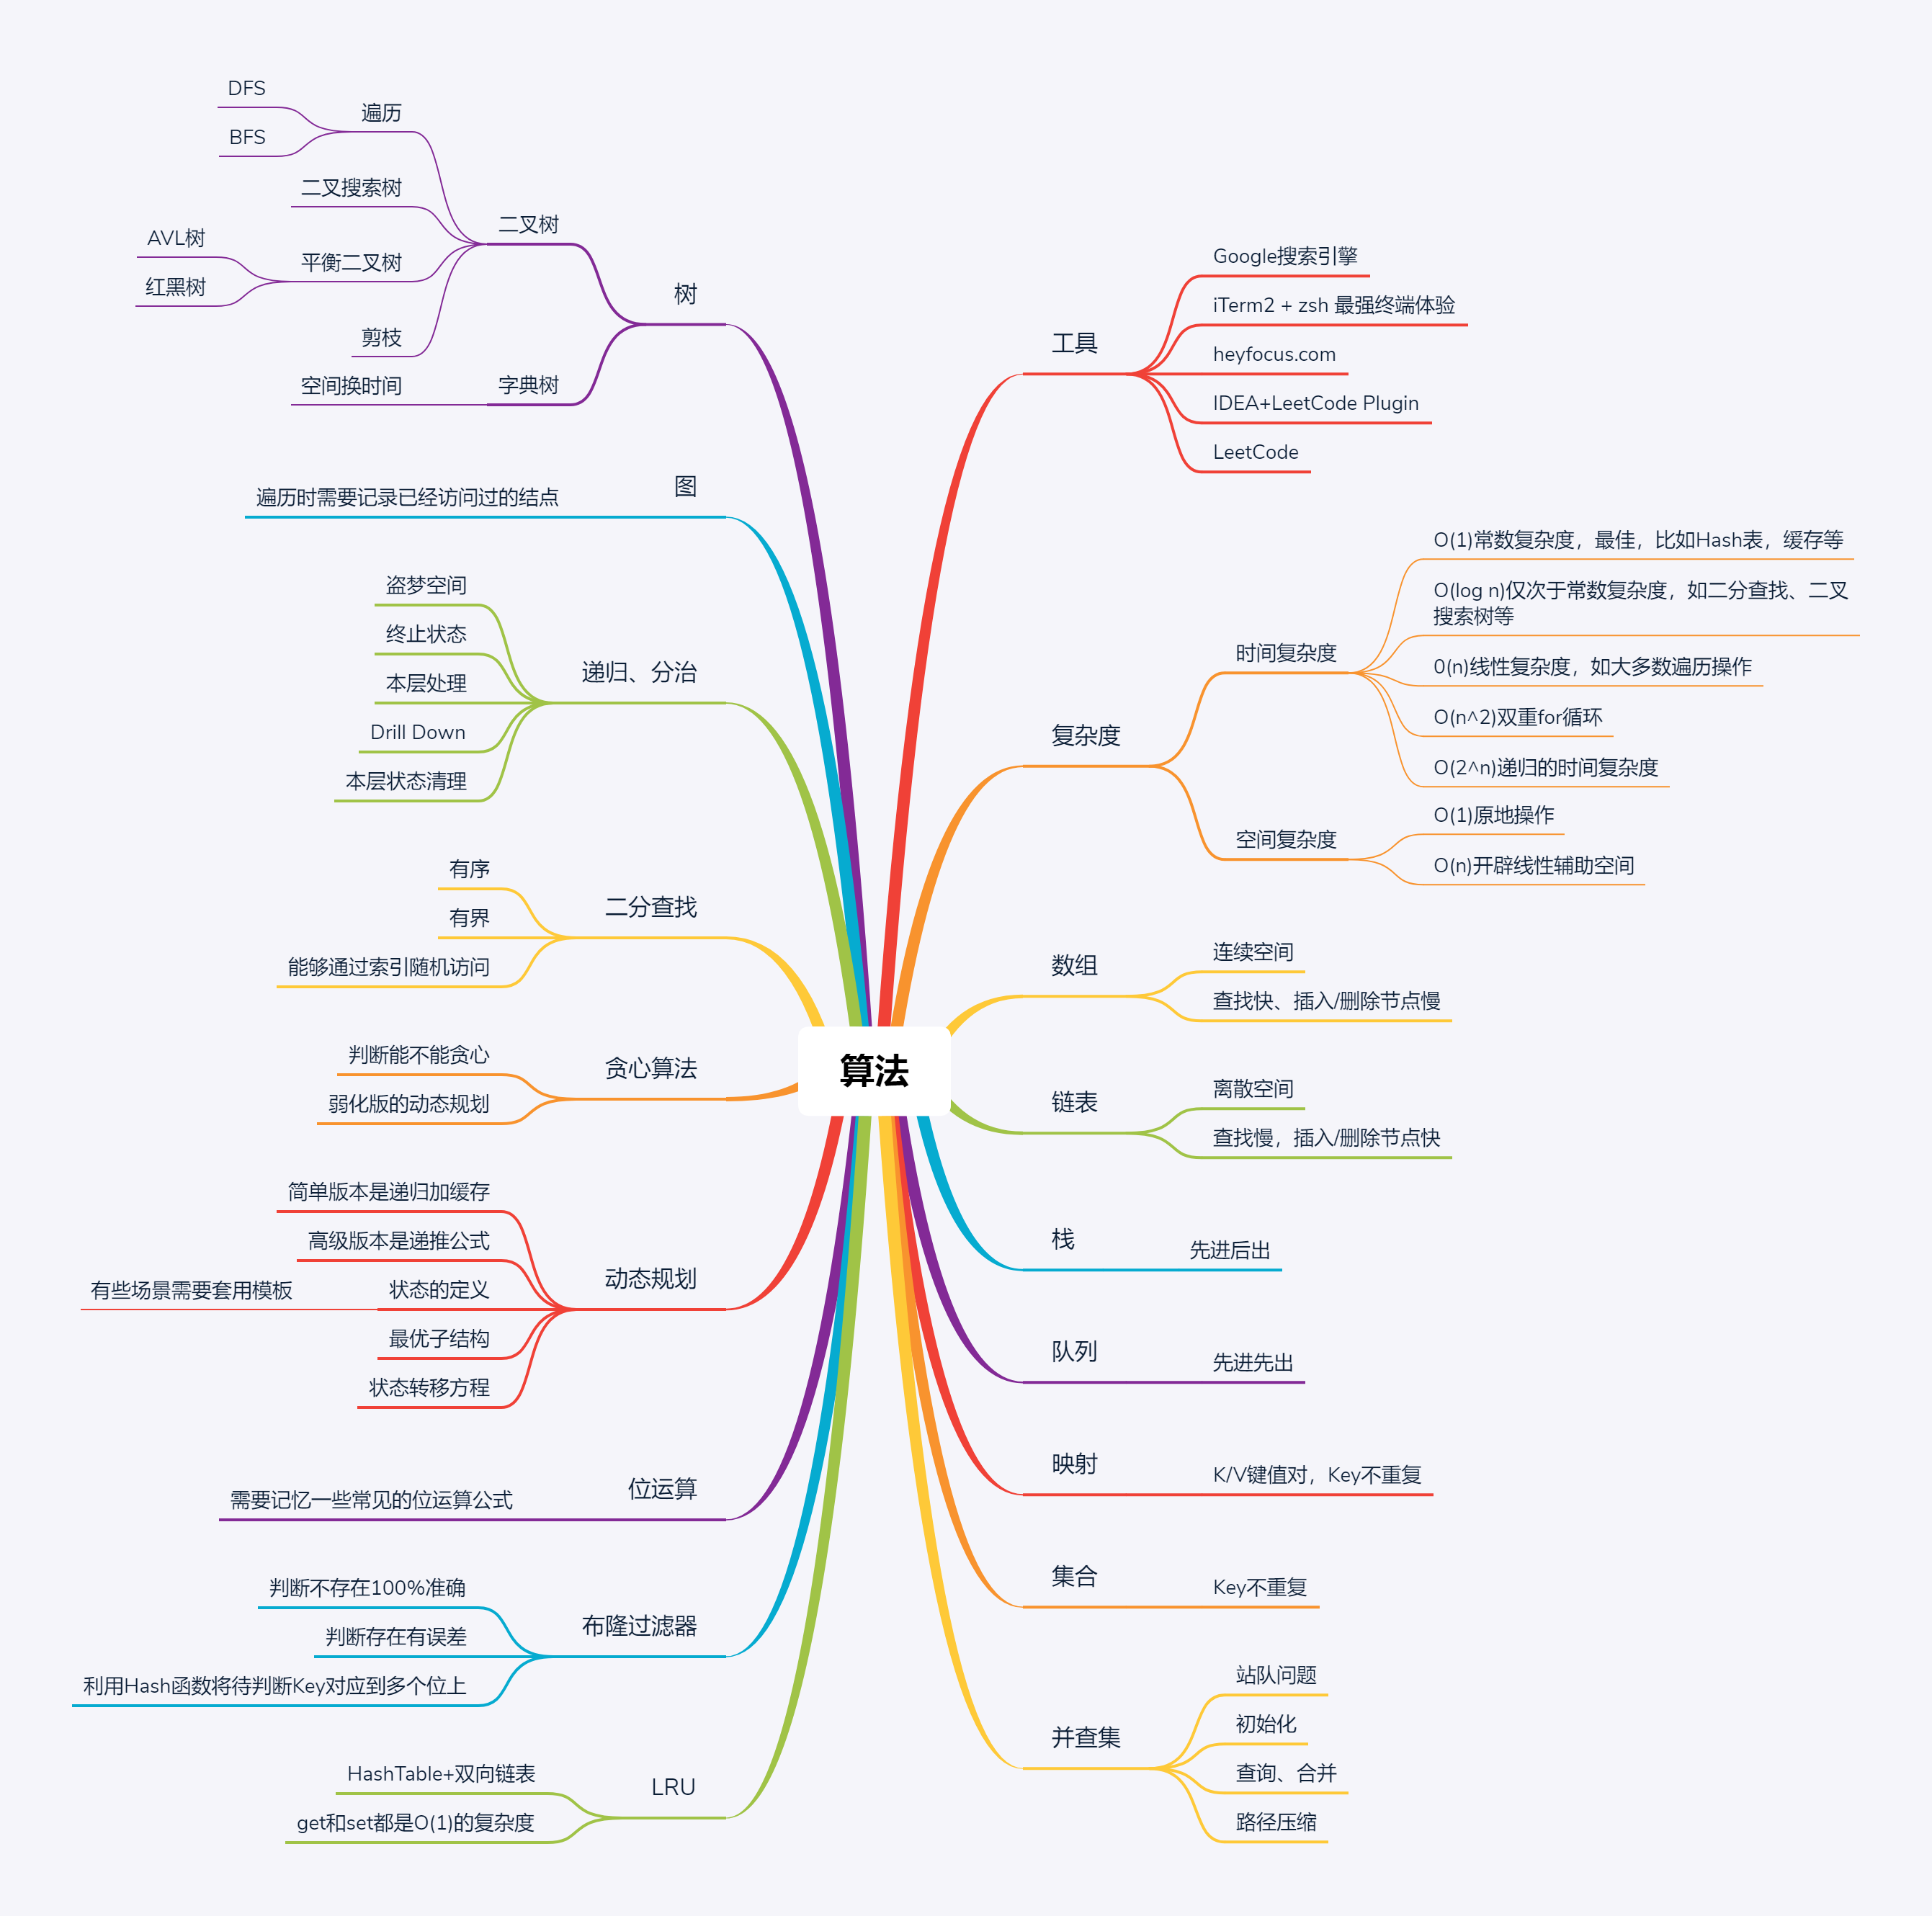 算法
工具
Google搜索引擎
iTerm2 + zsh 最强终端体验
heyfocus.com
IDEA+LeetCode Plugin
LeetCode
复杂度
时间复杂度
O(1)常数复杂度，最佳，比如Hash表，缓存等
O(log n)仅次于常数复杂度，如二分查找、二叉
搜索树等
0(n)线性复杂度，如大多数遍历操作
O(n^2)双重for循环
O(2^n)递归的时间复杂度
空间复杂度
O(1)原地操作
O(n)开辟线性辅助空间
数组
连续空间
查找快、插入/删除节点慢
链表
离散空间
查找慢，插入/删除节点快
栈
先进后出
队列
先进先出
映射
K/V键值对，Key不重复
集合
Key不重复
并查集
站队问题
初始化
查询、合并
路径压缩
树
二叉树
遍历
DFS
BFS
二叉搜索树
平衡二叉树
AVL树
红黑树
剪枝
字典树
空间换时间
图
遍历时需要记录已经访问过的结点
递归、分治
盗梦空间
终止状态
本层处理
Drill Down
本层状态清理
二分查找
有序
有界
能够通过索引随机访问
贪心算法
判断能不能贪心
弱化版的动态规划
动态规划
简单版本是递归加缓存
高级版本是递推公式
状态的定义
有些场景需要套用模板
最优子结构
状态转移方程
位运算
需要记忆一些常见的位运算公式
布隆过滤器
判断不存在100%准确
判断存在有误差
利用Hash函数将待判断Key对应到多个位上
LRU
HashTable+双向链表
get和set都是O(1)的复杂度